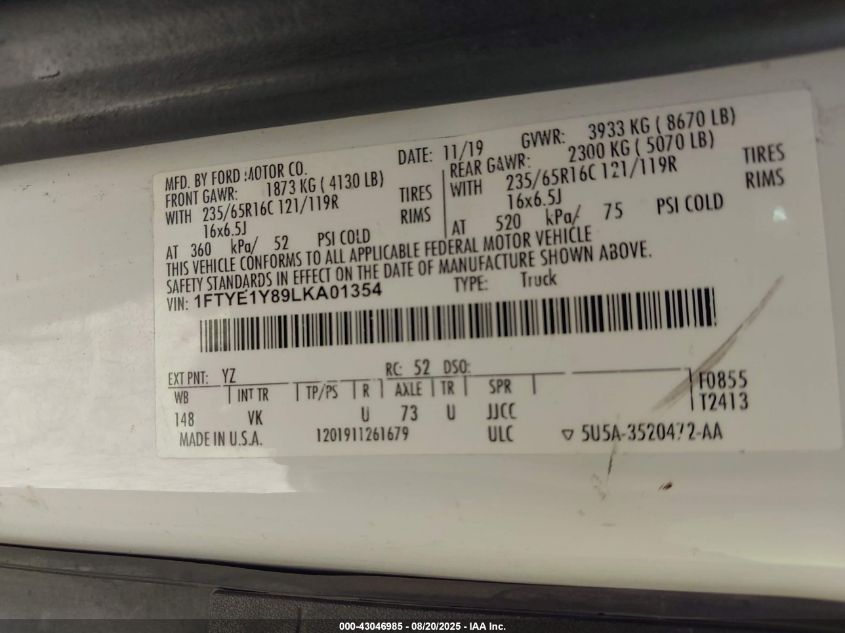 MFD. BY FORD MOTOR CO. DATE: 11/19 GVWR: 3933 KG ( 8670 LB)
FRONT GAWR: 1873 KG ( 4130 LB) REAR GAWR: 2300 KG ( 5070 LB)
WITH 235/65R16C 121/119R TIRES WITH 235/65R16C 121/119R TIRES
16x6.5J RIMS 16x6.5J RIMS
AT 360 kPa/ 52 PSI COLD AT 520 kPa/ 75 PSI COLD
THIS VEHICLE CONFORMS TO ALL APPLICABLE FEDERAL MOTOR VEHICLE
SAFETY STANDARDS IN EFFECT ON THE DATE OF MANUFACTURE SHOWN ABOVE.
VIN: 1FTYE1Y89LKA01354 TYPE: Truck
EXT PNT: YZ RC: 52 DSO:
WB INT TR TP/PS R AXLE TR SPR F0855
148 VK U 73 U JJCC T2413
MADE IN U.S.A. 1201911261679 ULC ▽ 5U5A-3520472-AA
000-43046985 - 08/20/2025 - IAA Inc.